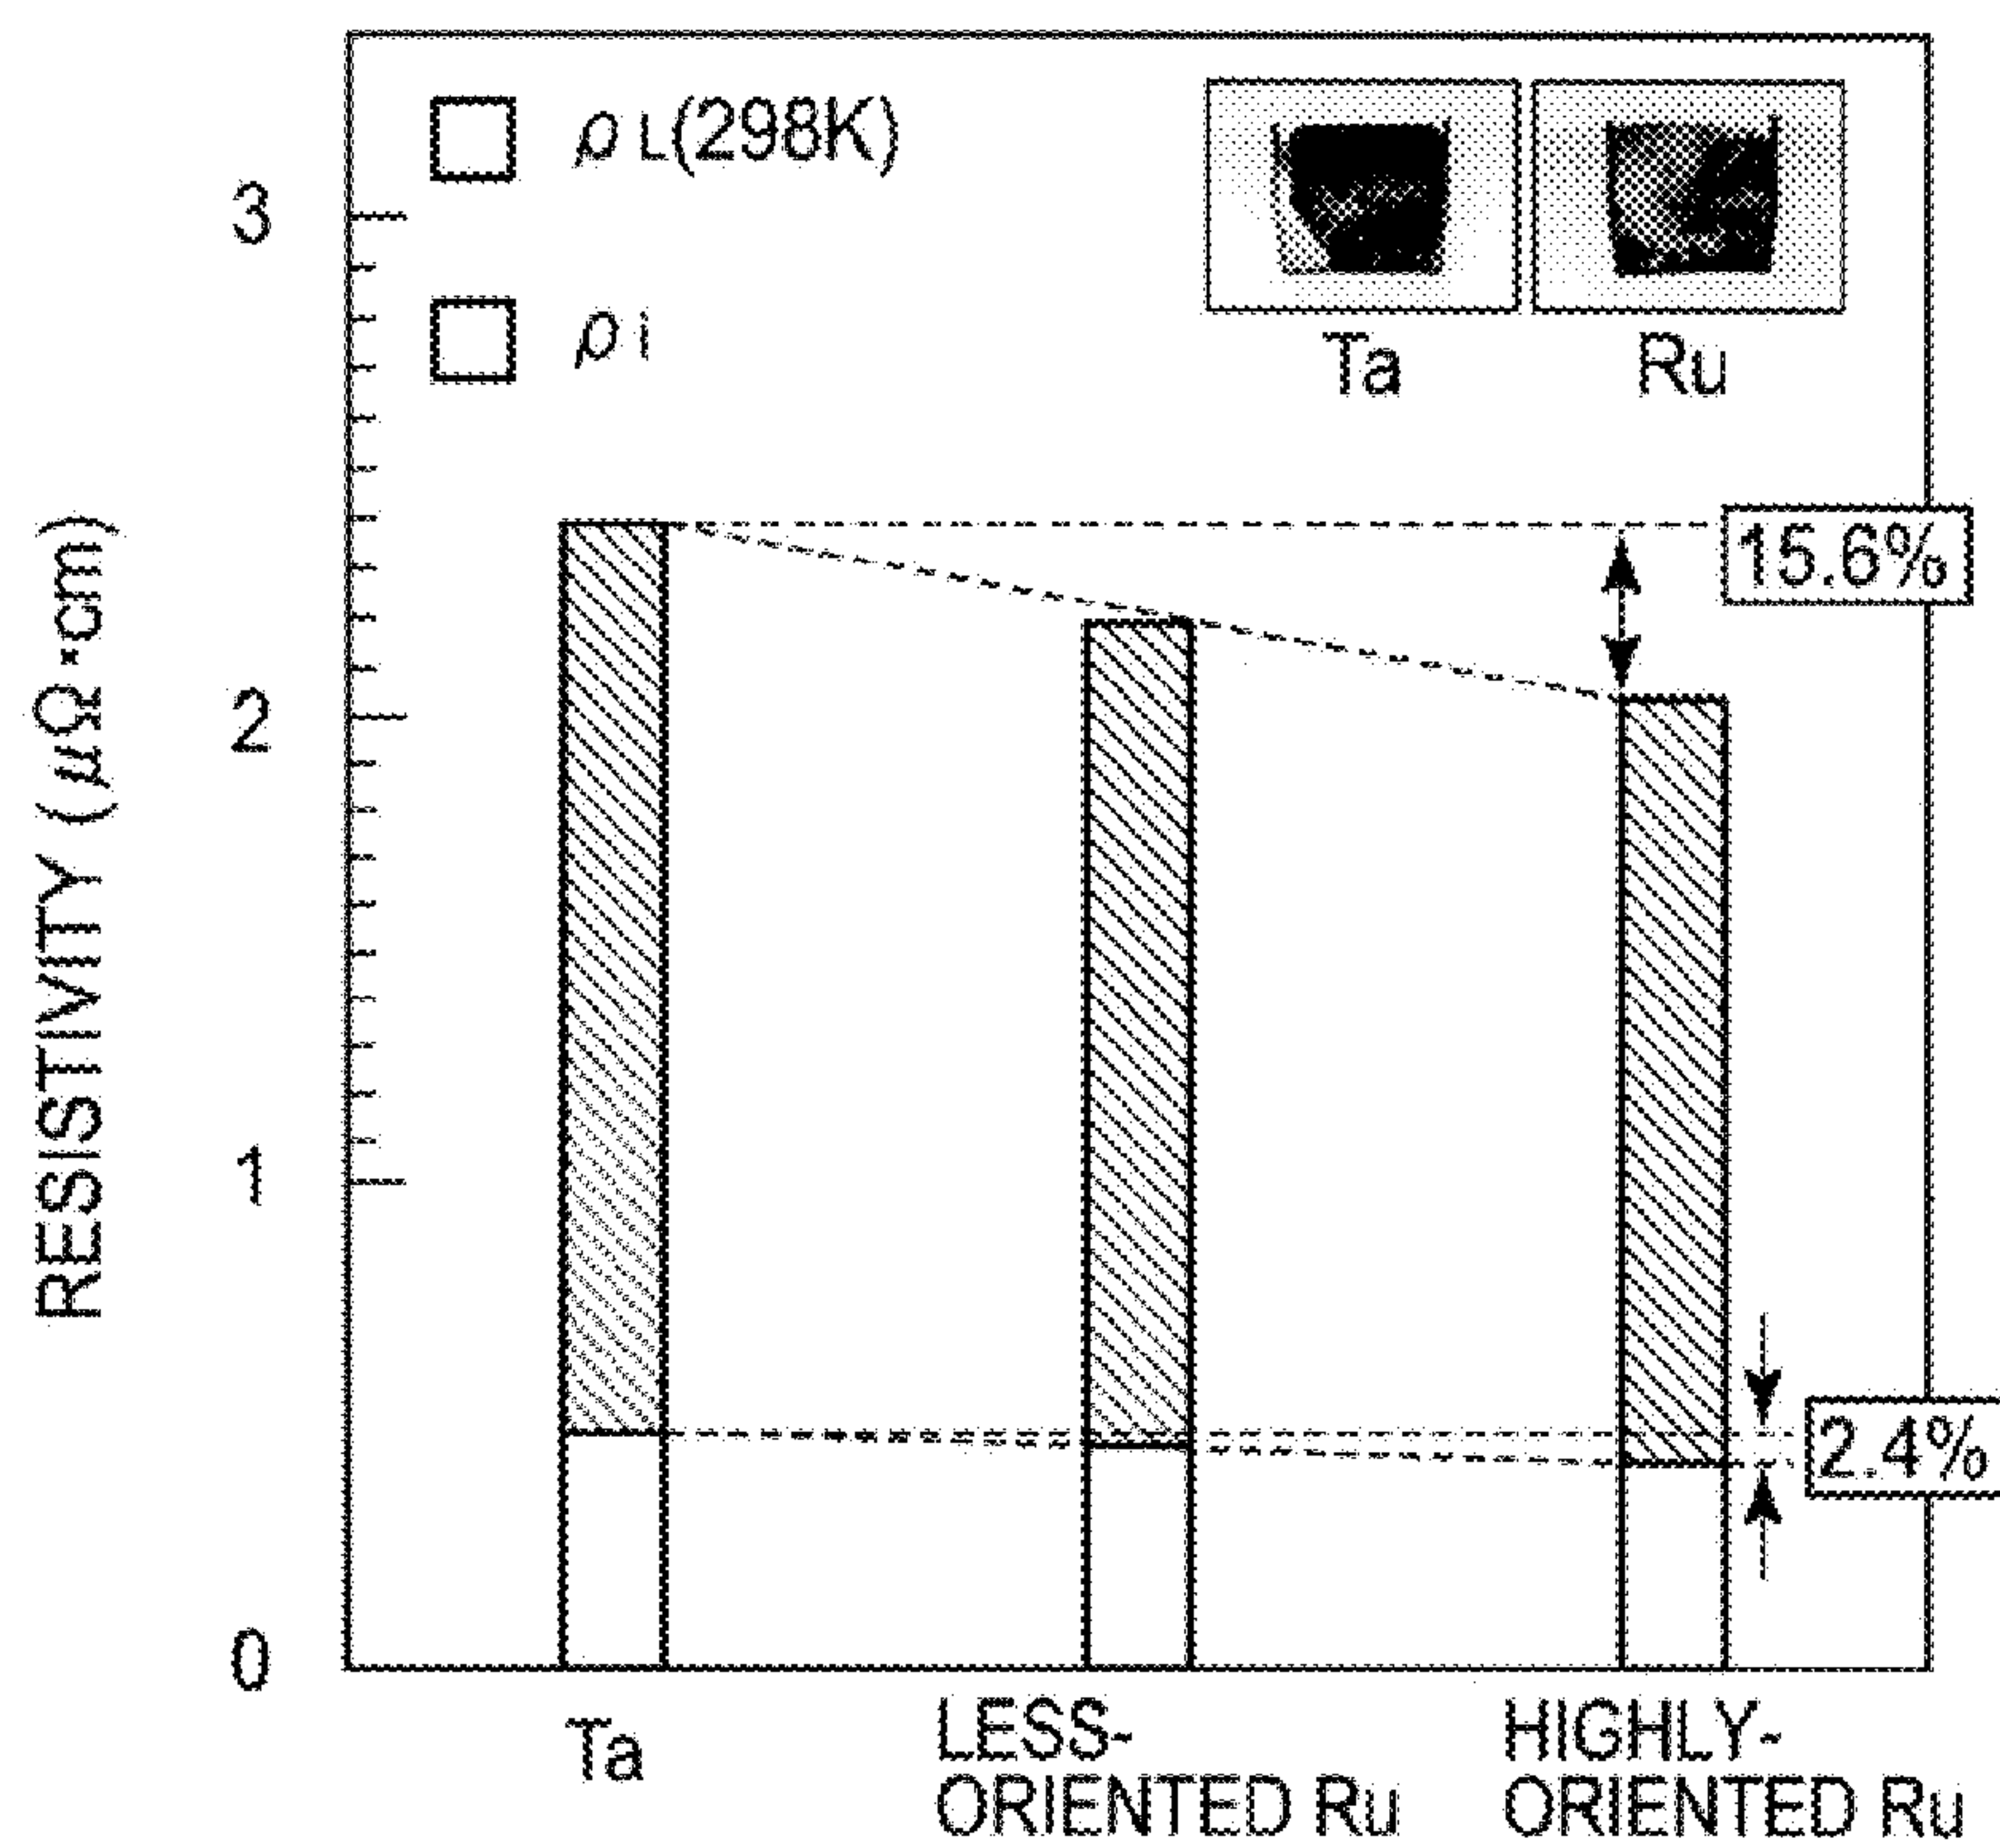 ρL(298K)
ρi
Ta
Ru
3
2
1
0
RESISTIVITY (μΩ·cm)
15.6%
2.4%
Ta
LESS-
ORIENTED Ru
HIGHLY-
ORIENTED Ru